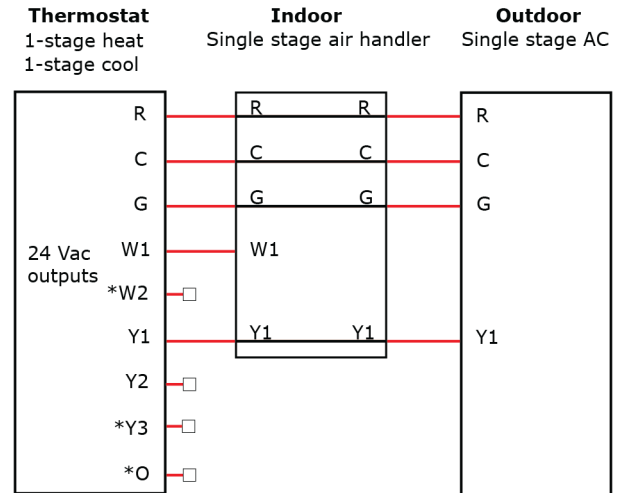 Thermostat Indoor Outdoor
1-stage heat Single stage air handler Single stage AC
1-stage cool
R R R R
C C C C
G G G G
24 Vac
outputs
W1 W1
*W2
Y1 Y1 Y1 Y1
Y2
*Y3
*O